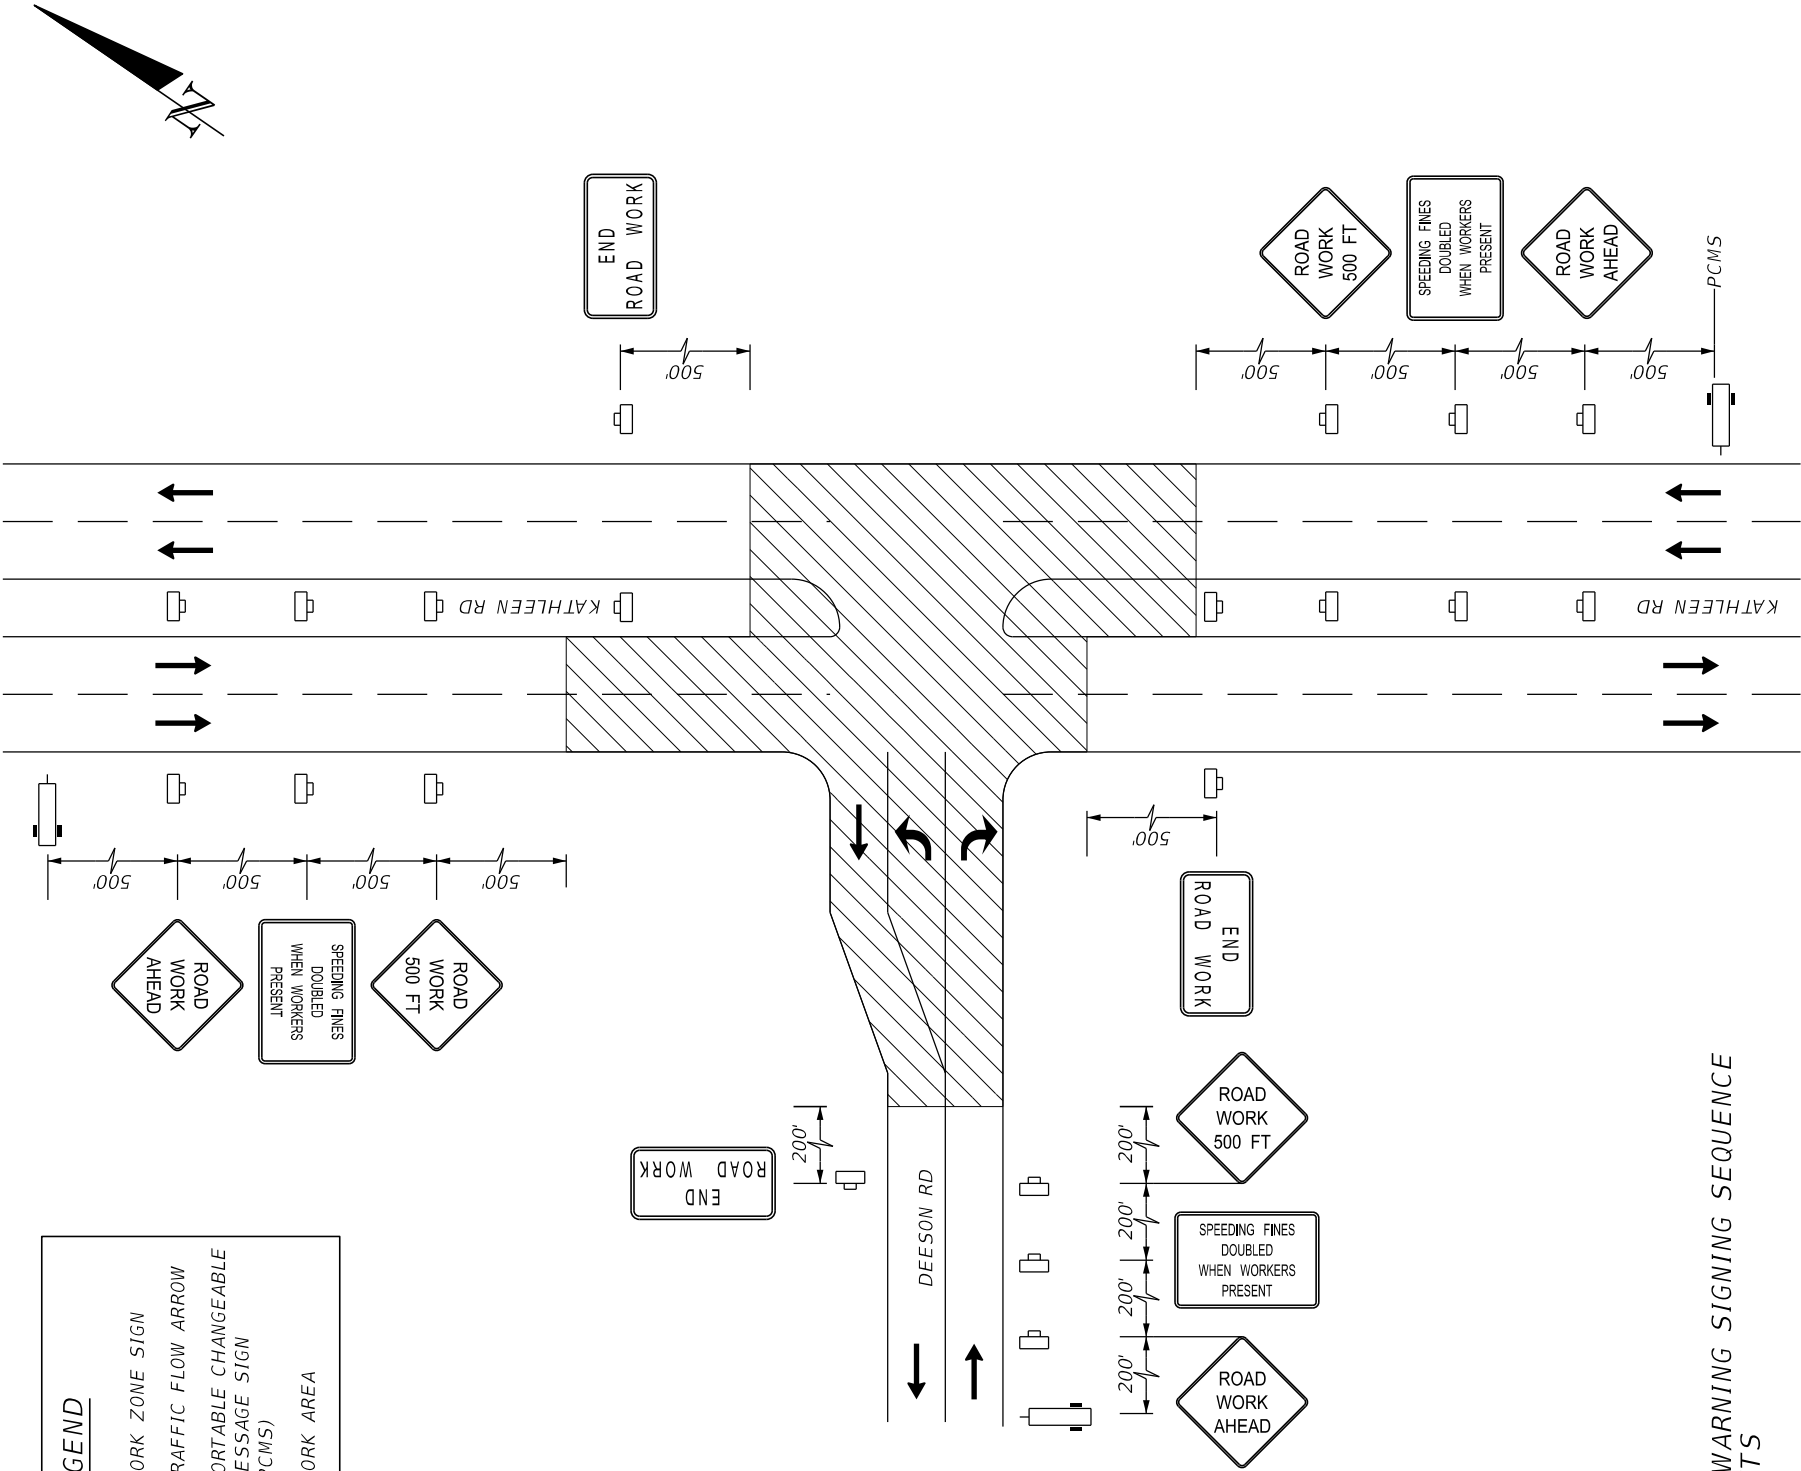 N
END
ROAD WORK
ROAD
WORK
500 FT
SPEEDING FINES
DOUBLED
WHEN WORKERS
PRESENT
ROAD
WORK
AHEAD
PCMS
500'
500'
500'
500'
500'
KATHLEEN RD
KATHLEEN RD
500'
500'
500'
500'
500'
ROAD
WORK
AHEAD
SPEEDING FINES
DOUBLED
WHEN WORKERS
PRESENT
ROAD
WORK
500 FT
END
ROAD WORK
END
ROAD WORK
200'
DEESON RD
200'
200'
200'
200'
ROAD
WORK
500 FT
SPEEDING FINES
DOUBLED
WHEN WORKERS
PRESENT
ROAD
WORK
AHEAD
GEND
ORK ZONE SIGN
RAFFIC FLOW ARROW
ORTABLE CHANGEABLE
ESSAGE SIGN
PCMS)
ORK AREA
WARNING SIGNING SEQUENCE
TS